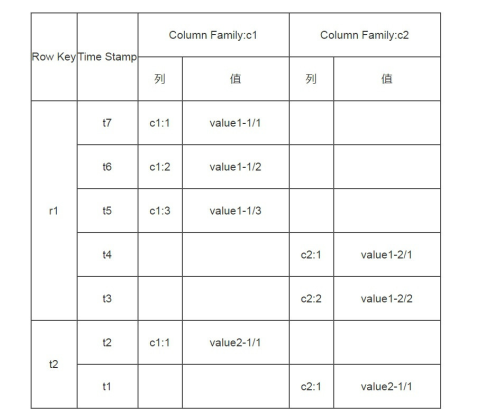 Row Key Time Stamp Column Family:c1 Column Family:c2
列 值 列 值
r1
t7 c1:1 value1-1/1
t6 c1:2 value1-1/2
t5 c1:3 value1-1/3
t4 c2:1 value1-2/1
t3 c2:2 value1-2/2
t2
t2 c1:1 value2-1/1
t1 c2:1 value2-1/1